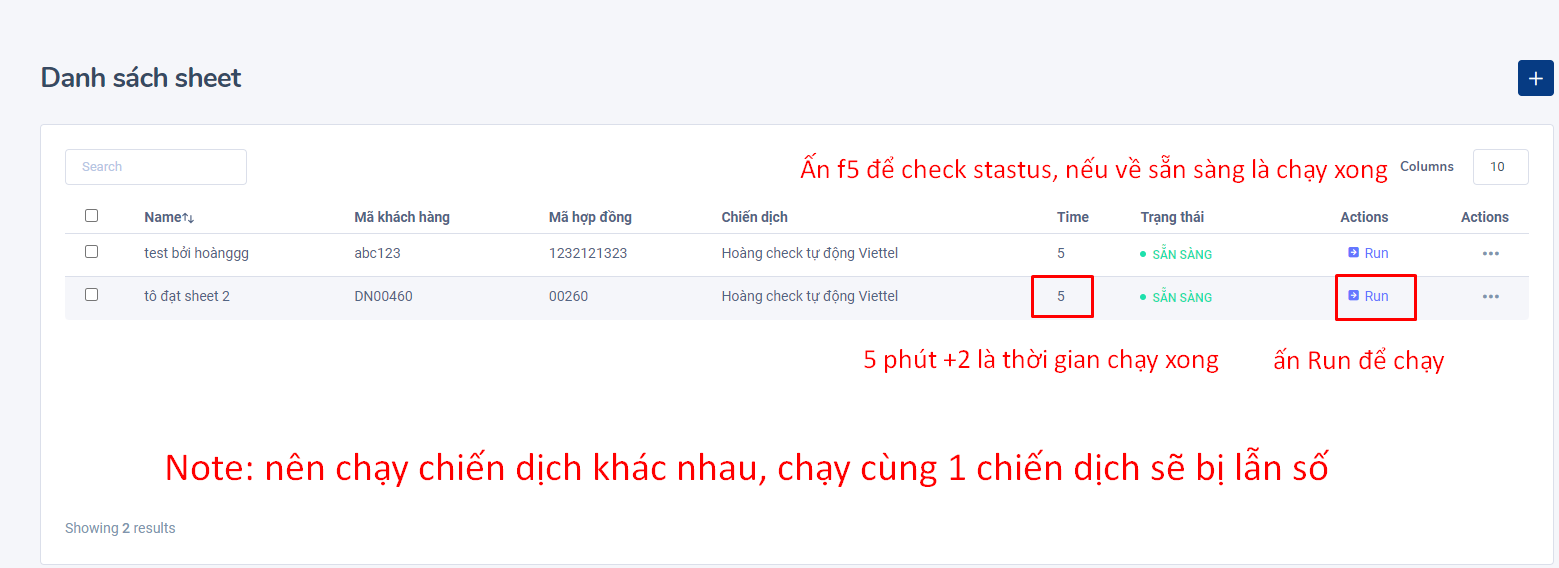 Danh sách sheet
+
Search
Ấn f5 để check stastus, nếu về sẵn sàng là chạy xong
Columns 10
Name Mã khách hàng Mã hợp đồng Chiến dịch Time Trạng thái Actions Actions
test bởi hoànggg abc123 1232121323 Hoàng check tự động Viettel 5 SẴN SÀNG Run ...
tô đạt sheet 2 DN00460 00260 Hoàng check tự động Viettel 5 SẴN SÀNG Run ...
5 phút +2 là thời gian chạy xong
ấn Run để chạy
Note: nên chạy chiến dịch khác nhau, chạy cùng 1 chiến dịch sẽ bị lẫn số
Showing 2 results